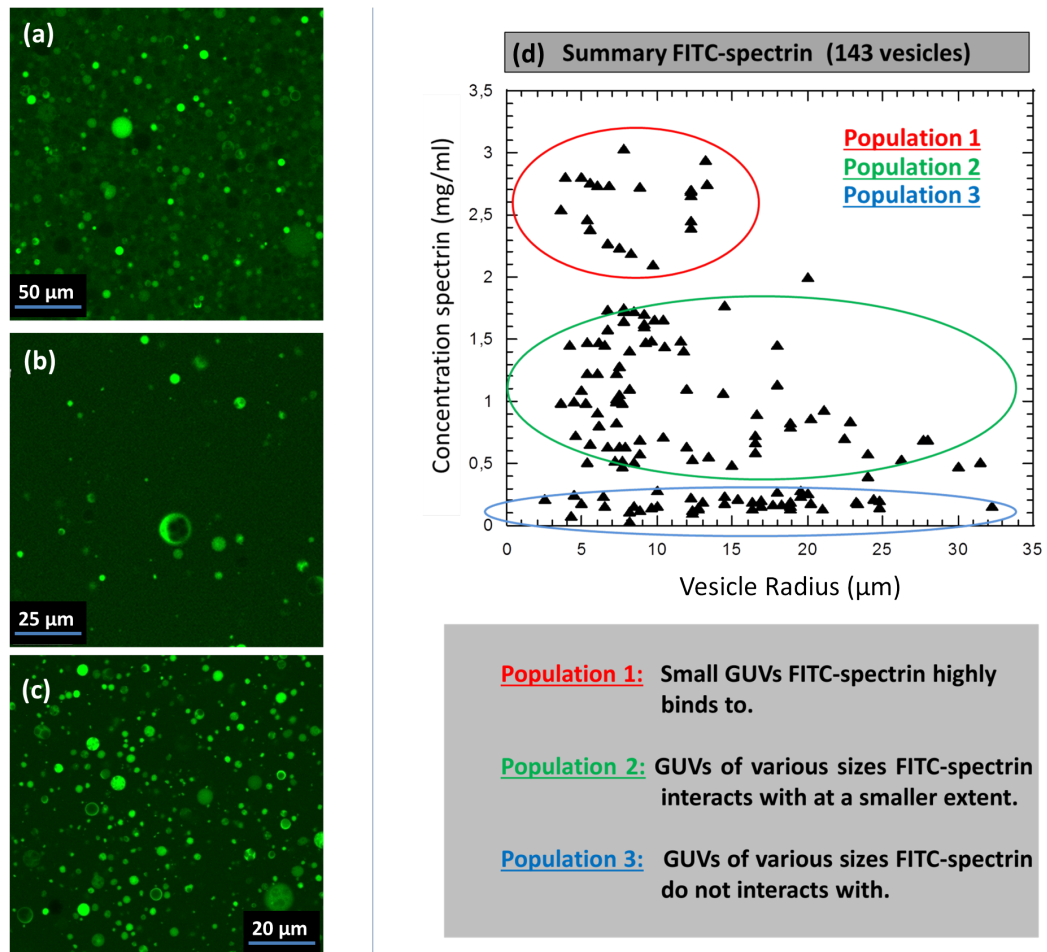 (a)
50 µm
(b)
25 µm
(c)
20 µm
(d) Summary FITC-spectrin (143 vesicles)
Concentration spectrin (mg/ml)
3,5
3
2,5
2
1,5
1
0,5
0
Population 1
Population 2
Population 3
0 5 10 15 20 25 30 35
Vesicle Radius (µm)
Population 1: Small GUVs FITC-spectrin highly
binds to.
Population 2: GUVs of various sizes FITC-spectrin
interacts with at a smaller extent.
Population 3: GUVs of various sizes FITC-spectrin
do not interacts with.